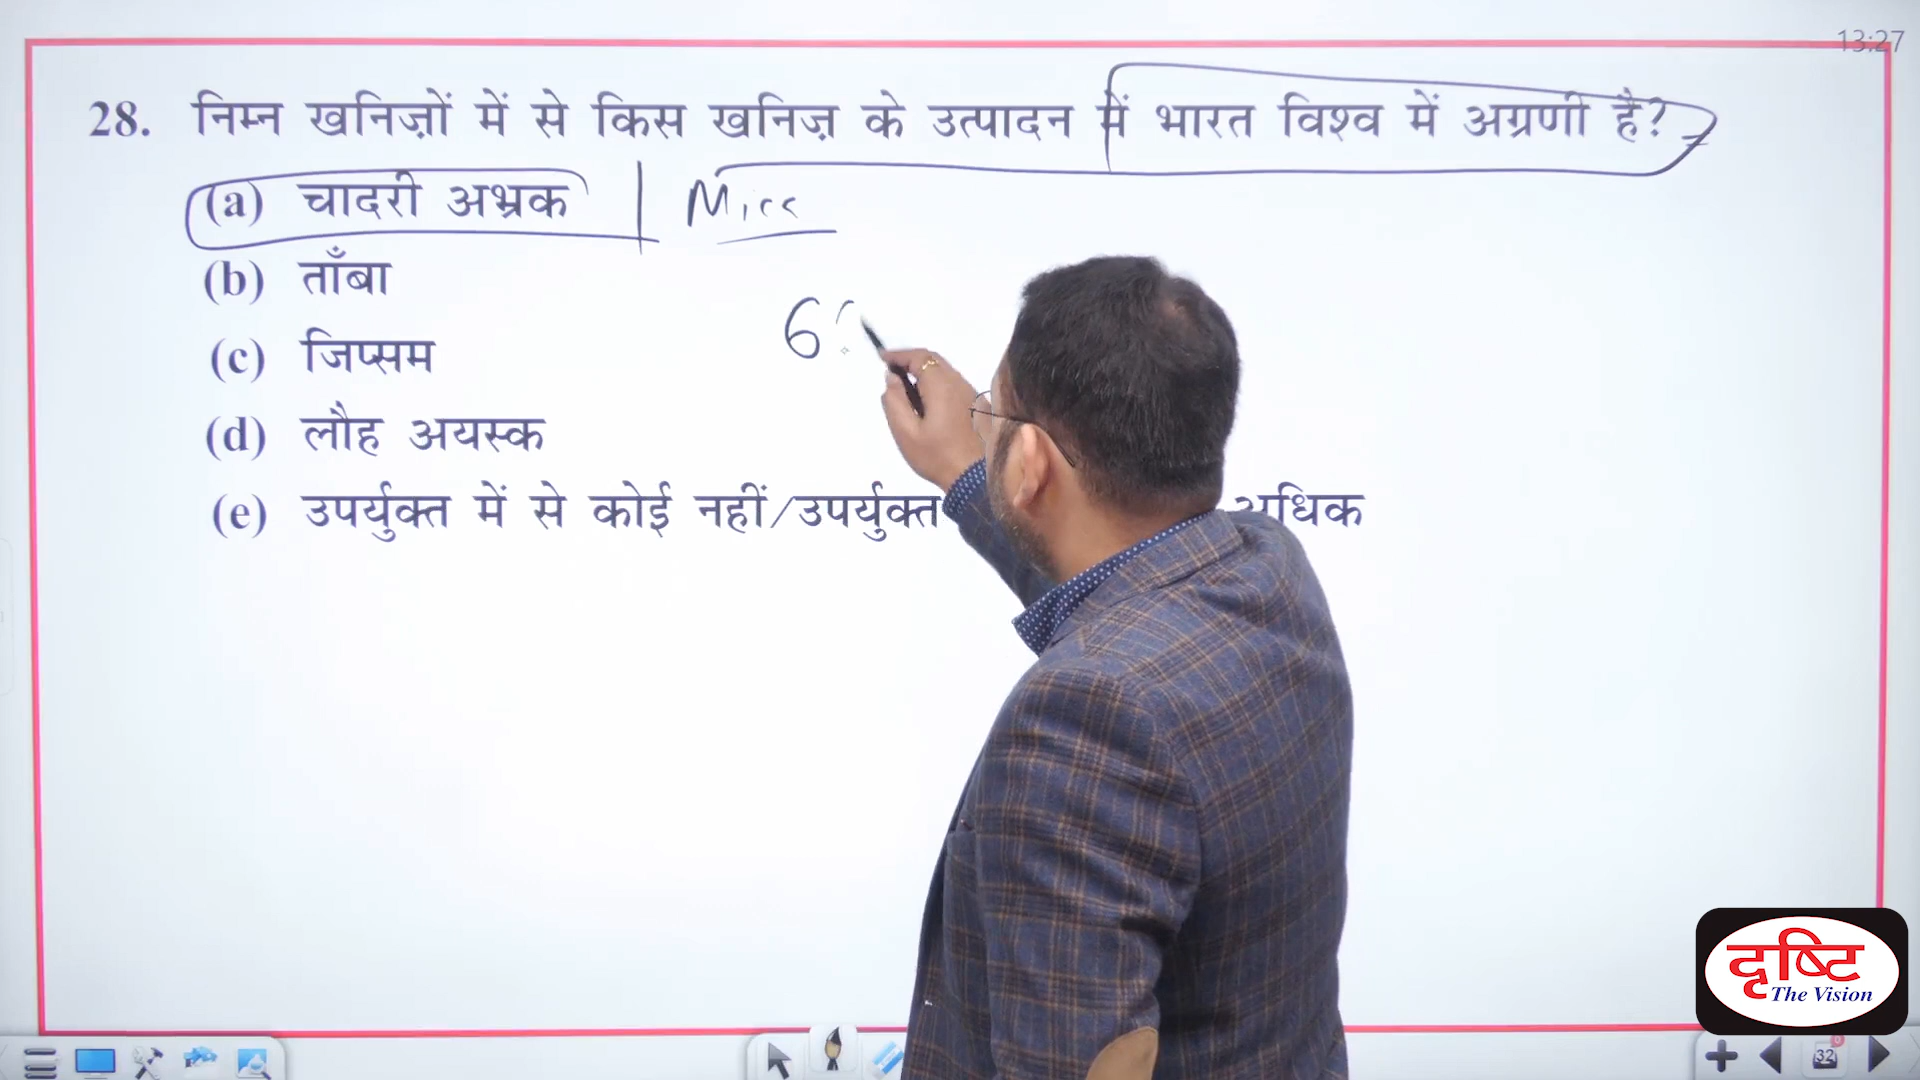 13:27
28. निम्न खनिज़ों में से किस खनिज़ के उत्पादन में भारत विश्व में अग्रणी है?
(a) चादरी अभ्रक
(b) ताँबा
(c) जिप्सम
(d) लौह अयस्क
(e) उपर्युक्त में से कोई नहीं/उपर्युक्त अधिक
32
दृष्टि
The Vision